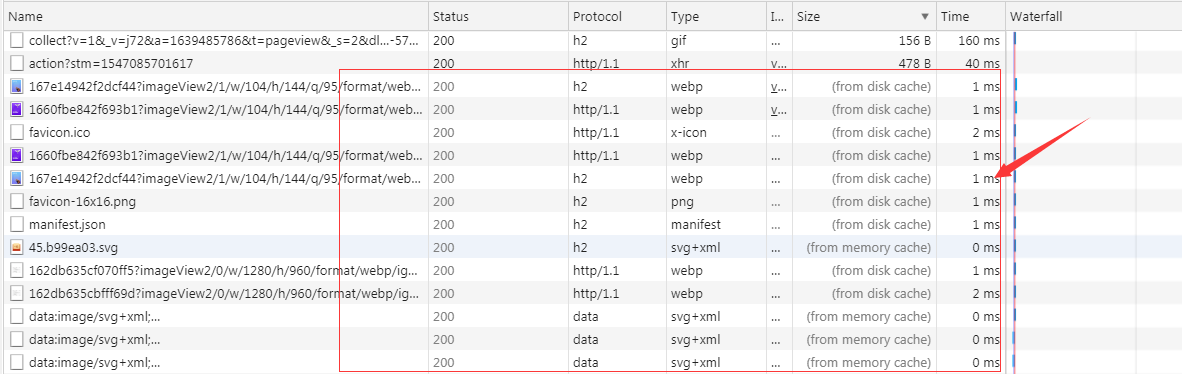 Name Status Protocol Type I... Size Time Waterfall
collect?v=1&_v=j72&a=1639485786&t=pageview&_s=2&dl...-57... 200 h2 gif ... 156 B 160 ms
action?stm=1547085701617 200 http/1.1 xhr v... 478 B 40 ms
167e14942f2dcf44?imageView2/1/w/104/h/144/q/95/format/web... 200 h2 webp v... (from disk cache) 1 ms
1660fbe842f693b1?imageView2/1/w/104/h/144/q/95/format/web... 200 http/1.1 webp v... (from disk cache) 1 ms
favicon.ico 200 http/1.1 x-icon ... (from disk cache) 2 ms
1660fbe842f693b1?imageView2/1/w/104/h/144/q/95/format/web... 200 http/1.1 webp ... (from disk cache) 1 ms
167e14942f2dcf44?imageView2/1/w/104/h/144/q/95/format/web... 200 h2 webp ... (from disk cache) 1 ms
favicon-16x16.png 200 h2 png ... (from disk cache) 1 ms
manifest.json 200 h2 manifest ... (from disk cache) 1 ms
45.b99ea03.svg 200 h2 svg+xml ... (from memory cache) 0 ms
162db635cf070ff5?imageView2/0/w/1280/h/960/format/webp/ig... 200 http/1.1 webp ... (from disk cache) 1 ms
162db635cbfff69d?imageView2/0/w/1280/h/960/format/webp/ig... 200 http/1.1 webp ... (from disk cache) 2 ms
data:image/svg+xml;... 200 data svg+xml ... (from memory cache) 0 ms
data:image/svg+xml;... 200 data svg+xml ... (from memory cache) 0 ms
data:image/svg+xml;... 200 data svg+xml ... (from memory cache) 0 ms